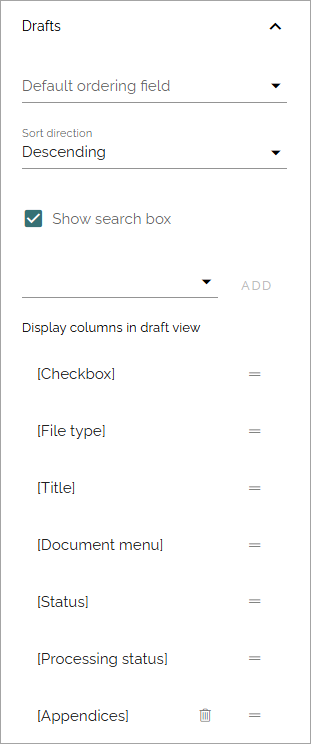 Drafts
Default ordering field
Sort direction
Descending
Show search box
ADD
Display columns in draft view
[Checkbox]
[File type]
[Title]
[Document menu]
[Status]
[Processing status]
[Appendices]